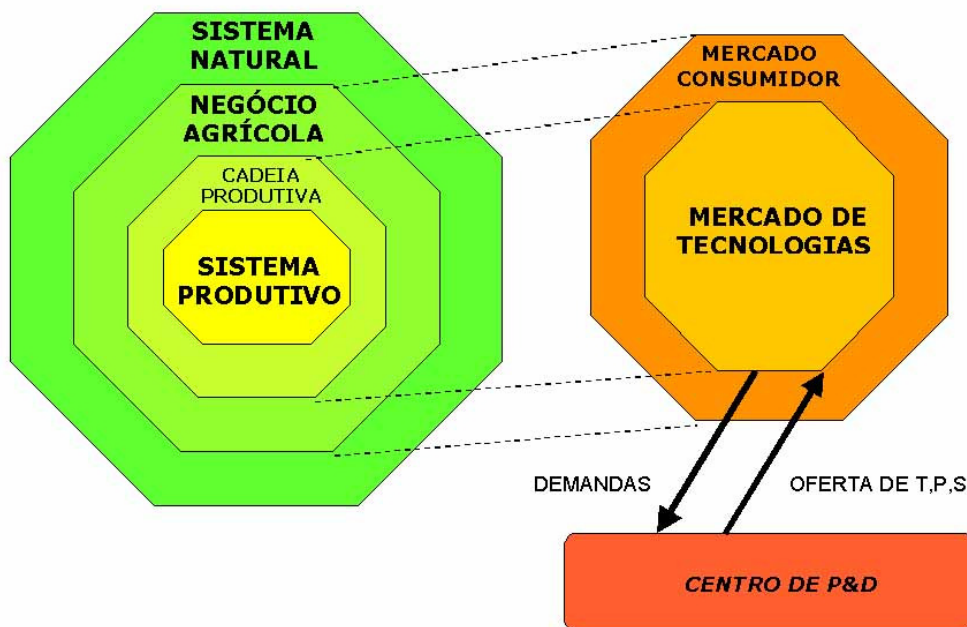 SISTEMA
NATURAL
NEGÓCIO
AGRÍCOLA
CADEIA
PRODUTIVA
SISTEMA
PRODUTIVO
MERCADO
CONSUMIDOR
MERCADO DE
TECNOLOGIAS
DEMANDAS
OFERTA DE T,P,S
CENTRO DE P&D